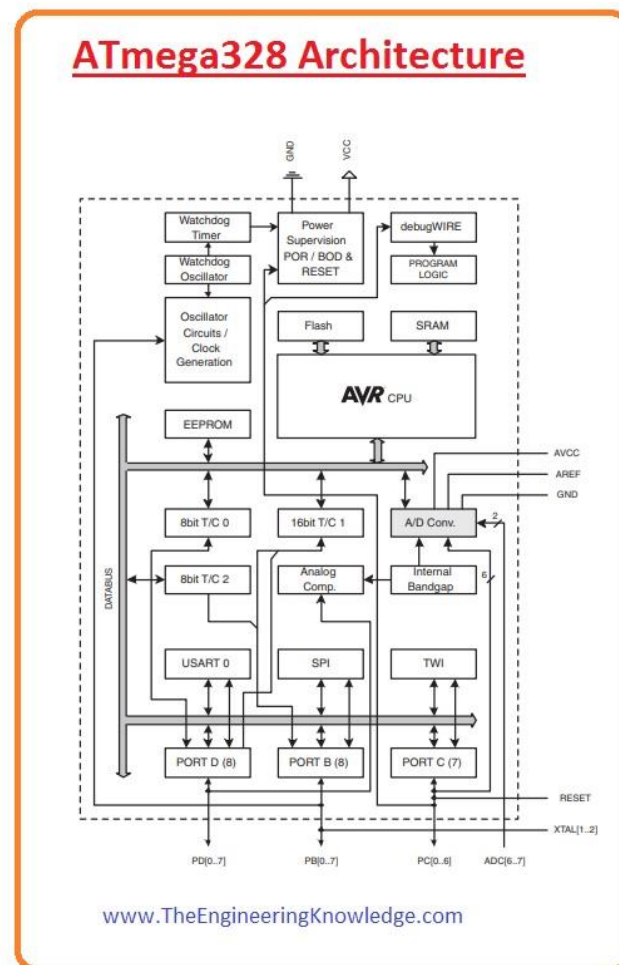 ATmega328 Architecture
GND
VCC
Watchdog
Timer
Power
Supervision
POR / BOD &
RESET
debugWIRE
Watchdog
Oscillator
PROGRAM
LOGIC
Oscillator
Circuits /
Clock
Generation
Flash
SRAM
AVR CPU
EEPROM
AVCC
AREF
GND
8bit T/C 0
16bit T/C 1
A/D Conv.
2
DATABUS
8bit T/C 2
Analog
Comp.
Internal
Bandgap
6
USART 0
SPI
TWI
PORT D (8)
PORT B (8)
PORT C (7)
RESET
XTAL[1..2]
PD[0..7]
PB[0..7]
PC[0..6]
ADC[6..7]
www.TheEngineeringKnowledge.com